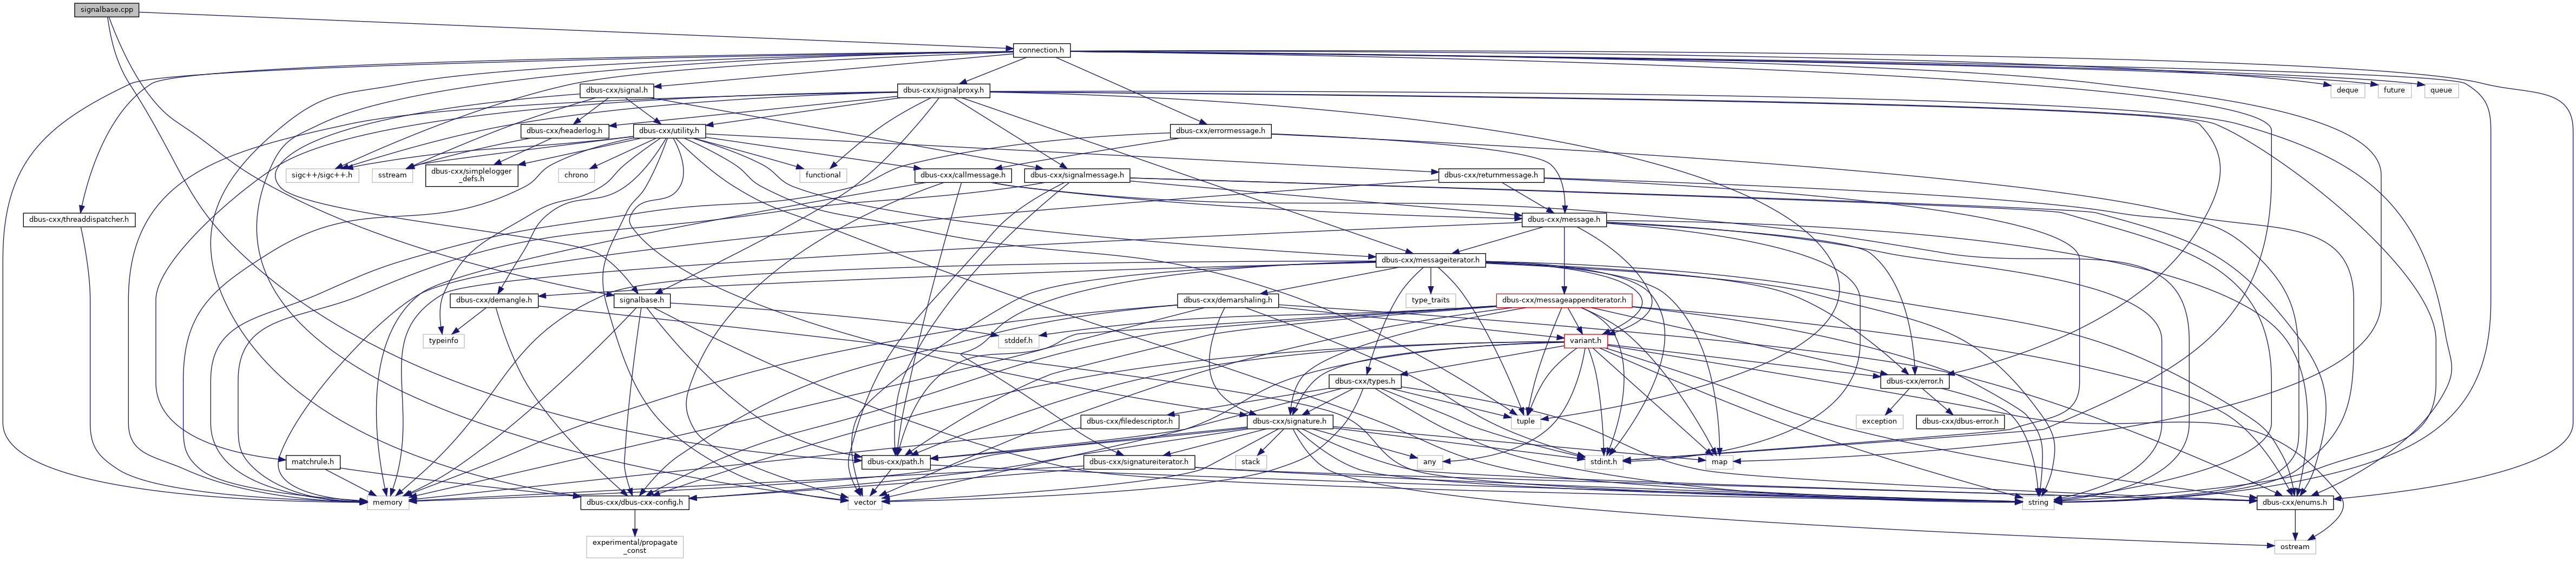 signalbase.cpp
connection.h
dbus-cxx/signal.h
dbus-cxx/signalproxy.h
deque
future
queue
dbus-cxx/headerlog.h
dbus-cxx/utility.h
dbus-cxx/errormessage.h
sigc++/sigc++.h
sstream
dbus-cxx/simplelogger
_defs.h
chrono
functional
dbus-cxx/callmessage.h
dbus-cxx/signalmessage.h
dbus-cxx/returnmessage.h
dbus-cxx/threaddispatcher.h
dbus-cxx/message.h
dbus-cxx/messageiterator.h
dbus-cxx/demangle.h
signalbase.h
dbus-cxx/demarshaling.h
type_traits
dbus-cxx/messageappenditerator.h
typeinfo
stddef.h
variant.h
dbus-cxx/types.h
dbus-cxx/error.h
dbus-cxx/filedescriptor.h
dbus-cxx/signature.h
tuple
exception
dbus-cxx/dbus-error.h
matchrule.h
dbus-cxx/path.h
dbus-cxx/signatureiterator.h
stack
any
stdint.h
map
memory
dbus-cxx/dbus-cxx-config.h
vector
string
dbus-cxx/enums.h
experimental/propagate
_const
ostream